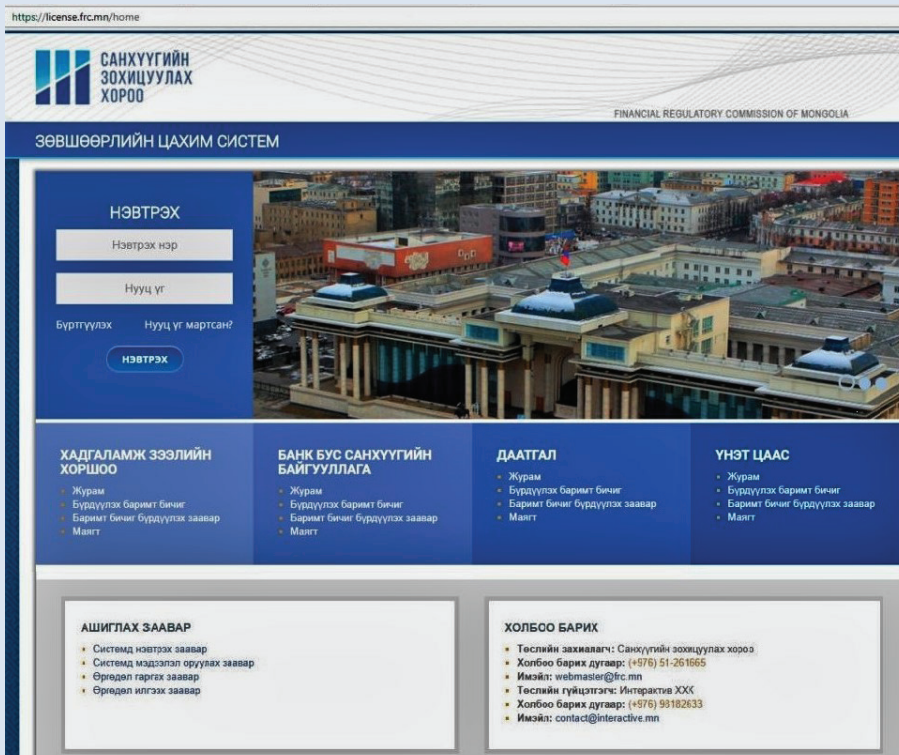 https://license.frc.mn/home
САНХҮҮГИЙН
ЗОХИЦУУЛАХ
ХОРОО
FINANCIAL REGULATORY COMMISSION OF MONGOLIA
ЗӨВШӨӨРЛИЙН ЦАХИМ СИСТЕМ
НЭВТРЭХ
Нэвтрэх нэр
Нууц үг
Бүртгүүлэх Нууц үг мартсан?
НЭВТРЭХ
ХАДГАЛАМЖ ЗЭЭЛИЙН
ХОРШОО
Журам
Бүрдүүлэх баримт бичиг
Баримт бичиг бүрдүүлэх заавар
Маягт
БАНК БУС САНХҮҮГИЙН
БАЙГУУЛЛАГА
Журам
Бүрдүүлэх баримт бичиг
Баримт бичиг бүрдүүлэх заавар
Маягт
ДААТГАЛ
Журам
Бүрдүүлэх баримт бичиг
Баримт бичиг бүрдүүлэх заавар
Маягт
ҮНЭТ ЦААС
Журам
Бүрдүүлэх баримт бичиг
Баримт бичиг бүрдүүлэх заавар
Маягт
АШИГЛАХ ЗААВАР
Системд нэвтрэх заавар
Системд мэдээлэл оруулах заавар
Өргөдөл гаргах заавар
Өргөдөл илгээх заавар
ХОЛБОО БАРИХ
Төслийн захиалагч: Санхүүгийн зохицуулах хороо
Холбоо барих дугаар: (+976) 51-261665
Имэйл: webmaster@frc.mn
Төслийн гүйцэтгэгч: Интерактив ХХК
Холбоо барих дугаар: (+976) 93182633
Имэйл: contact@interactive.mn